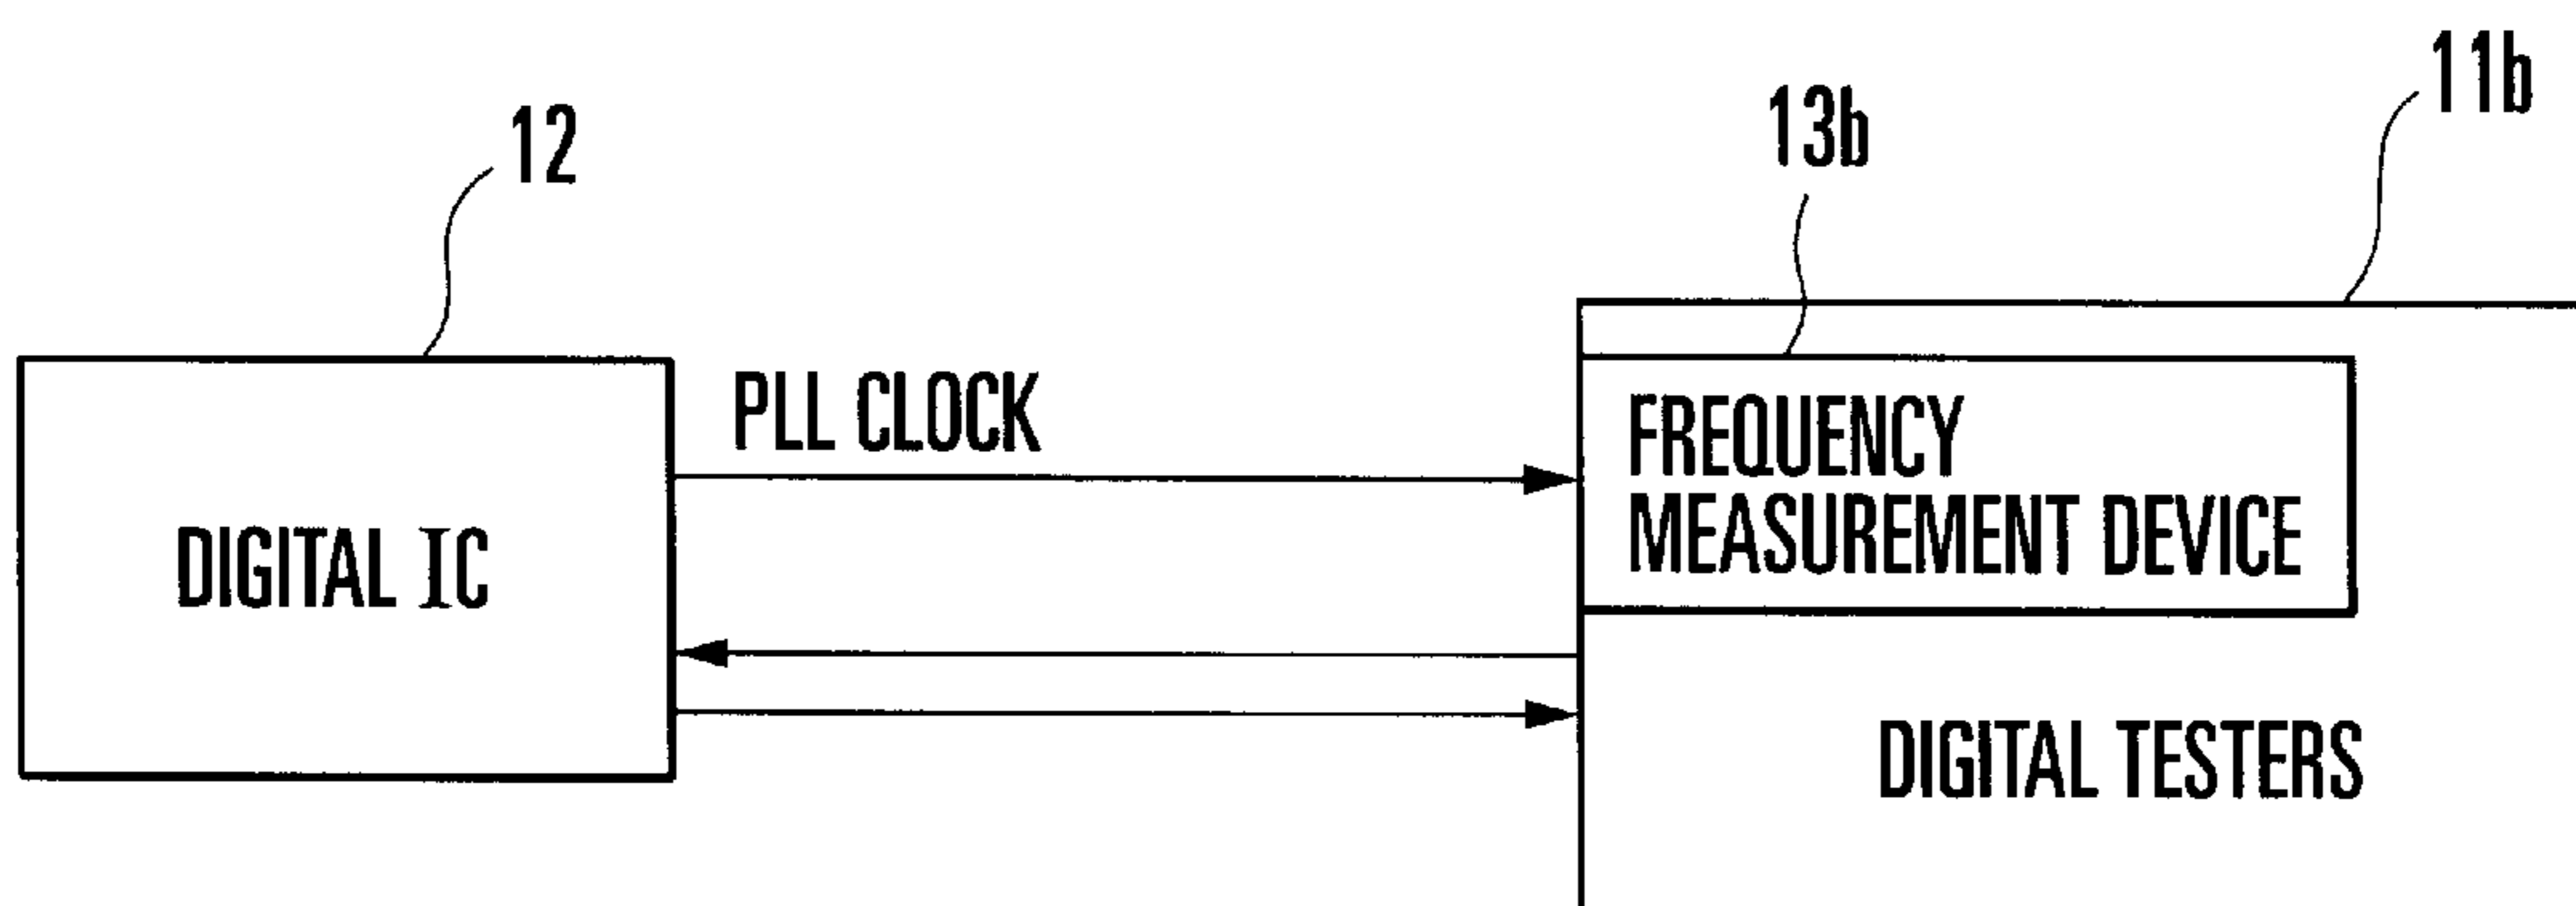 12
13b
11b
PLL CLOCK
FREQUENCY
MEASUREMENT DEVICE
DIGITAL IC
DIGITAL TESTERS